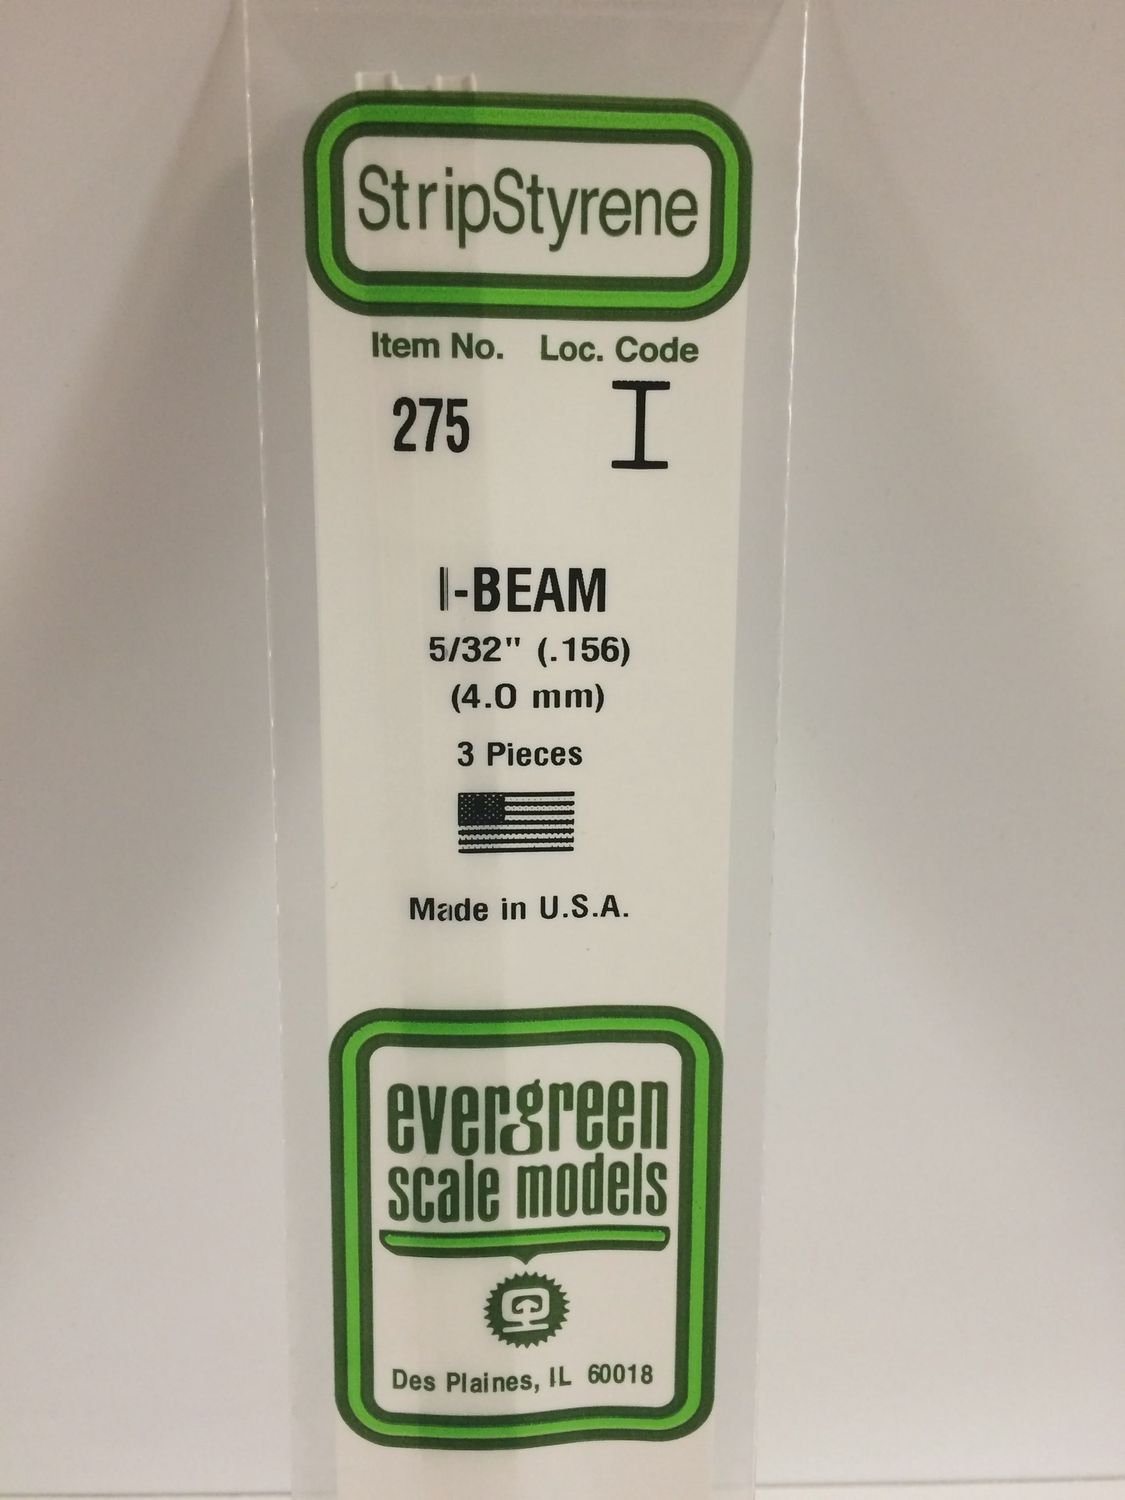 StripStyrene
Item No. Loc. Code
275 I
I-BEAM
5/32" (.156)
(4.0 mm)
3 Pieces
Made in U.S.A.
evergreen
scale models
Des Plaines, IL 60018